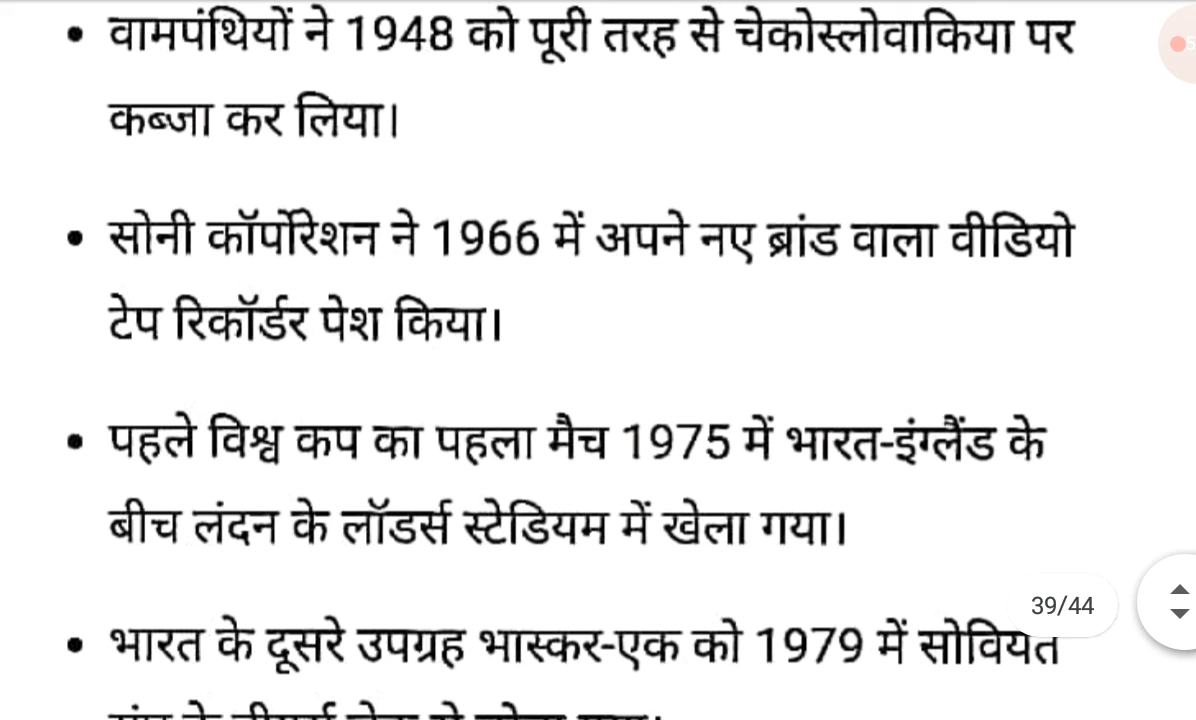 • वामपंथियों ने 1948 को पूरी तरह से चेकोस्लोवाकिया पर
कब्जा कर लिया।
• सोनी कॉर्पोरेशन ने 1966 में अपने नए ब्रांड वाला वीडियो
टेप रिकॉर्डर पेश किया।
• पहले विश्व कप का पहला मैच 1975 में भारत-इंग्लैंड के
बीच लंदन के लॉर्डस स्टेडियम में खेला गया।
39/44
• भारत के दूसरे उपग्रह भास्कर-एक को 1979 में सोवियत